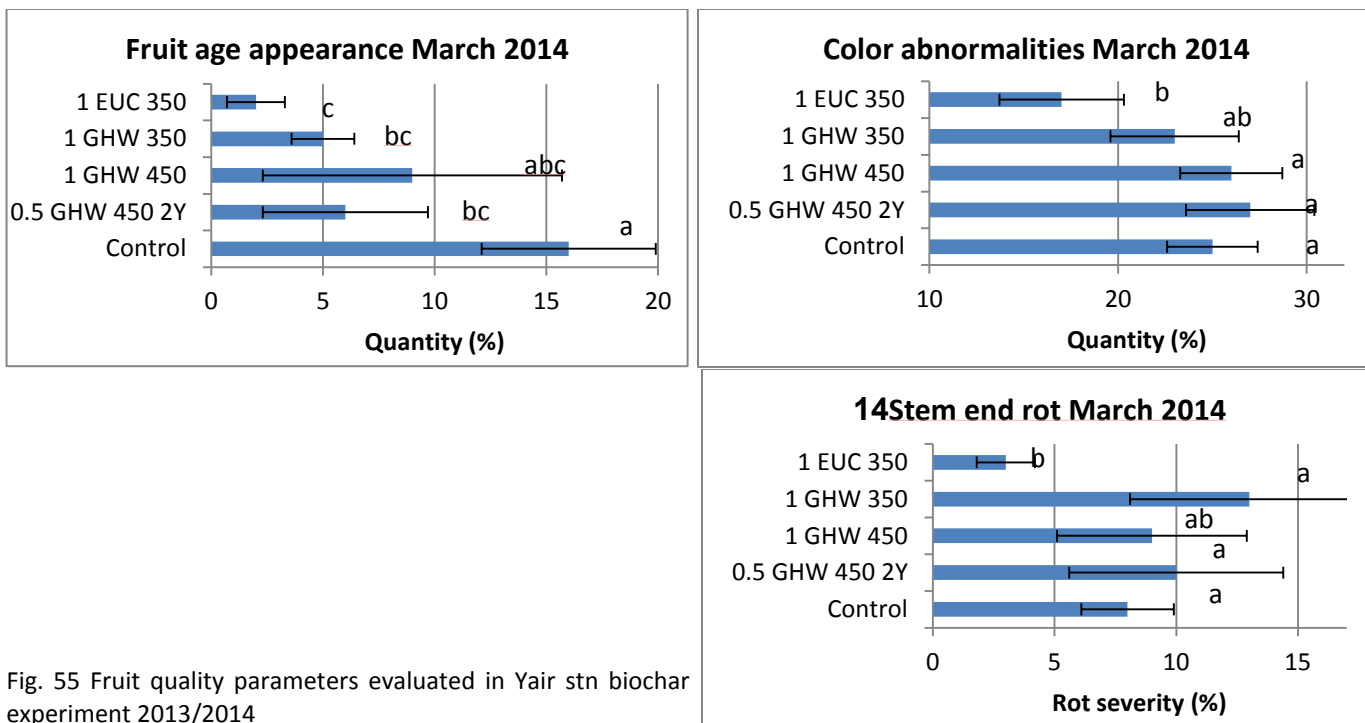 Fruit age appearance March 2014
1 EUC 350
c
1 GHW 350
bc
1 GHW 450
abc
0.5 GHW 450 2Y
bc
Control
a
0 5 10 15 20
Quantity (%)
Color abnormalities March 2014
1 EUC 350
b
1 GHW 350
ab
1 GHW 450
a
0.5 GHW 450 2Y
a
Control
a
10 20 30
Quantity (%)
14Stem end rot March 2014
1 EUC 350
b
1 GHW 350
a
1 GHW 450
ab
0.5 GHW 450 2Y
a
Control
a
0 5 10 15
Rot severity (%)
Fig. 55 Fruit quality parameters evaluated in Yair stn biochar
experiment 2013/2014